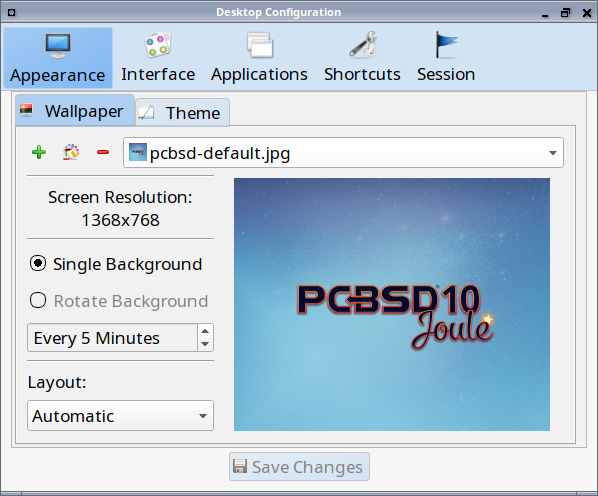 Desktop Configuration
Appearance Interface Applications Shortcuts Session
Wallpaper Theme
pcbsd-default.jpg
Screen Resolution:
1368x768
Single Background
Rotate Background
Every 5 Minutes
Layout:
Automatic
PCBSD10
Joule
Save Changes